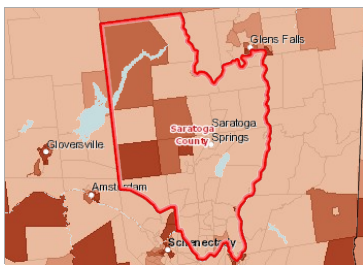 Glens Falls
Saratoga
County
Saratoga
Springs
Gloversville
Amsterdam
Schenectady